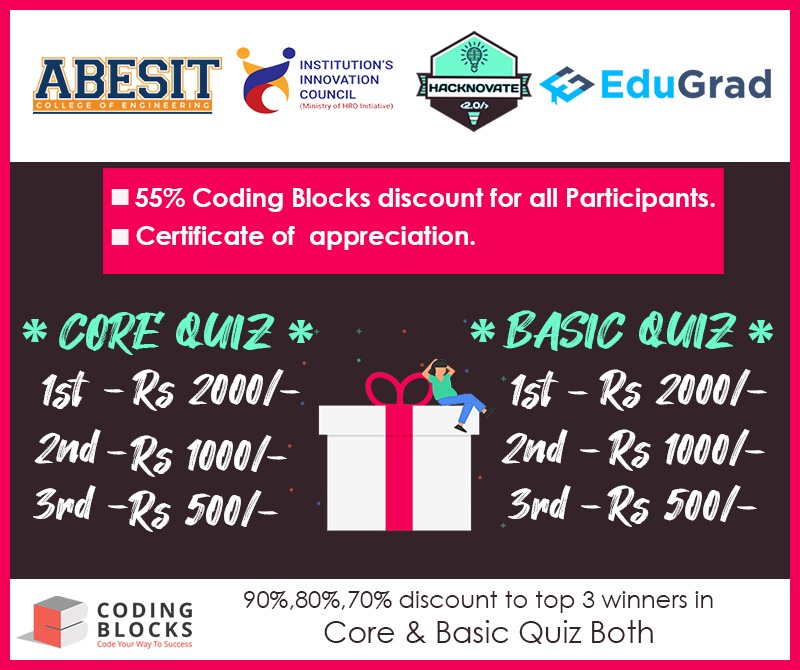 ABESIT
COLLEGE OF ENGINEERING
INSTITUTION'S
INNOVATION
COUNCIL
(Ministry of HRD Initiative)
HACKNOVATE
<2.0/>
EduGrad
55% Coding Blocks discount for all Participants.
Certificate of appreciation.
* CORE QUIZ *
1st - Rs 2000/-
2nd - Rs 1000/-
3rd - Rs 500/-
* BASIC QUIZ *
1st - Rs 2000/-
2nd - Rs 1000/-
3rd - Rs 500/-
CODING
BLOCKS
Code Your Way To Success
90%,80%,70% discount to top 3 winners in
Core & Basic Quiz Both